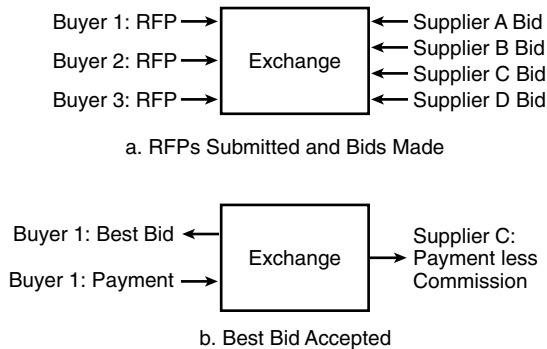 Buyer 1: RFP
Buyer 2: RFP
Buyer 3: RFP
Exchange
Supplier A Bid
Supplier B Bid
Supplier C Bid
Supplier D Bid
a. RFPs Submitted and Bids Made
Buyer 1: Best Bid
Buyer 1: Payment
Exchange
Supplier C:
Payment less
Commission
b. Best Bid Accepted